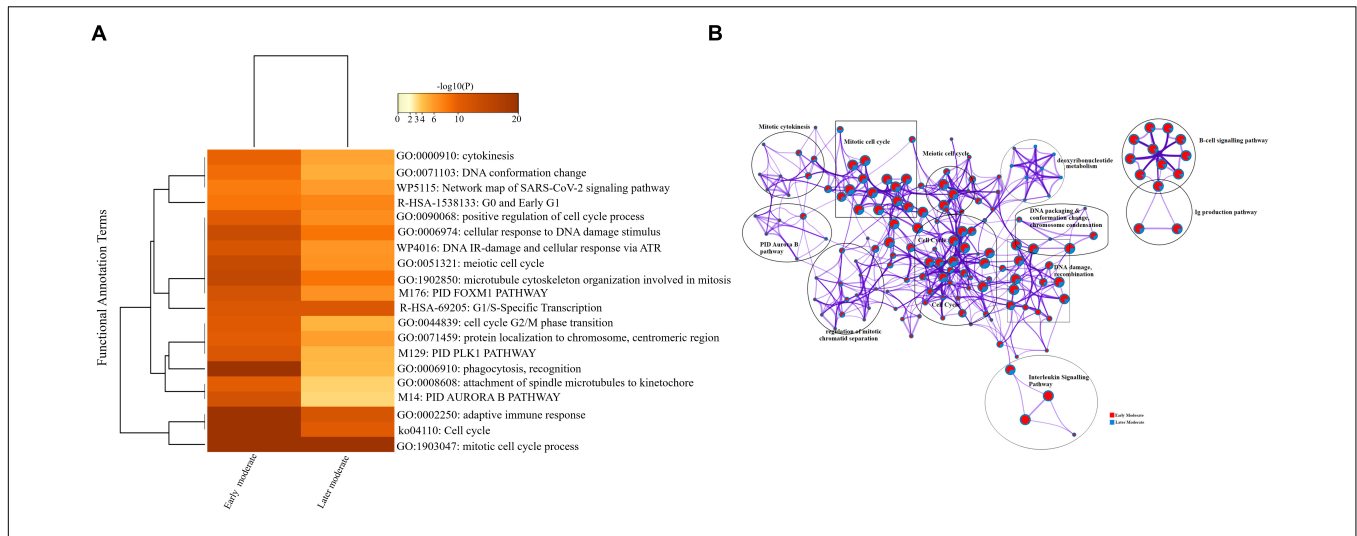 A
B
-log10(P)
0 2 3 4 6 10 20
Functional Annotation Terms
GO:0000910: cytokinesis
GO:0071103: DNA conformation change
WP5115: Network map of SARS-CoV-2 signaling pathway
R-HSA-1538133: G0 and Early G1
GO:0090068: positive regulation of cell cycle process
GO:0006974: cellular response to DNA damage stimulus
WP4016: DNA IR-damage and cellular response via ATR
GO:0051321: meiotic cell cycle
GO:1902850: microtubule cytoskeleton organization involved in mitosis
M176: PID FOXM1 PATHWAY
R-HSA-69205: G1/S-Specific Transcription
GO:0044839: cell cycle G2/M phase transition
GO:0071459: protein localization to chromosome, centromeric region
M129: PID PLK1 PATHWAY
GO:0006910: phagocytosis, recognition
GO:0008608: attachment of spindle microtubules to kinetochore
M14: PID AURORA B PATHWAY
GO:0002250: adaptive immune response
ko04110: Cell cycle
GO:1903047: mitotic cell cycle process
Early moderate
Later moderate
Mitotic cytokinesis
Mitotic cell cycle
Meiotic cell cycle
deoxyribonucleotide
metabolism
B-cell signalling pathway
Ig production pathway
DNA packaging &
conformation change,
chromosome condensation
PID Aurora B
pathway
Cell Cycle
DNA damage,
recombination
Cell Cycle
regulation of mitotic
chromatid separation
Interleukin Signalling
Pathway
Early Moderate
Later Moderate